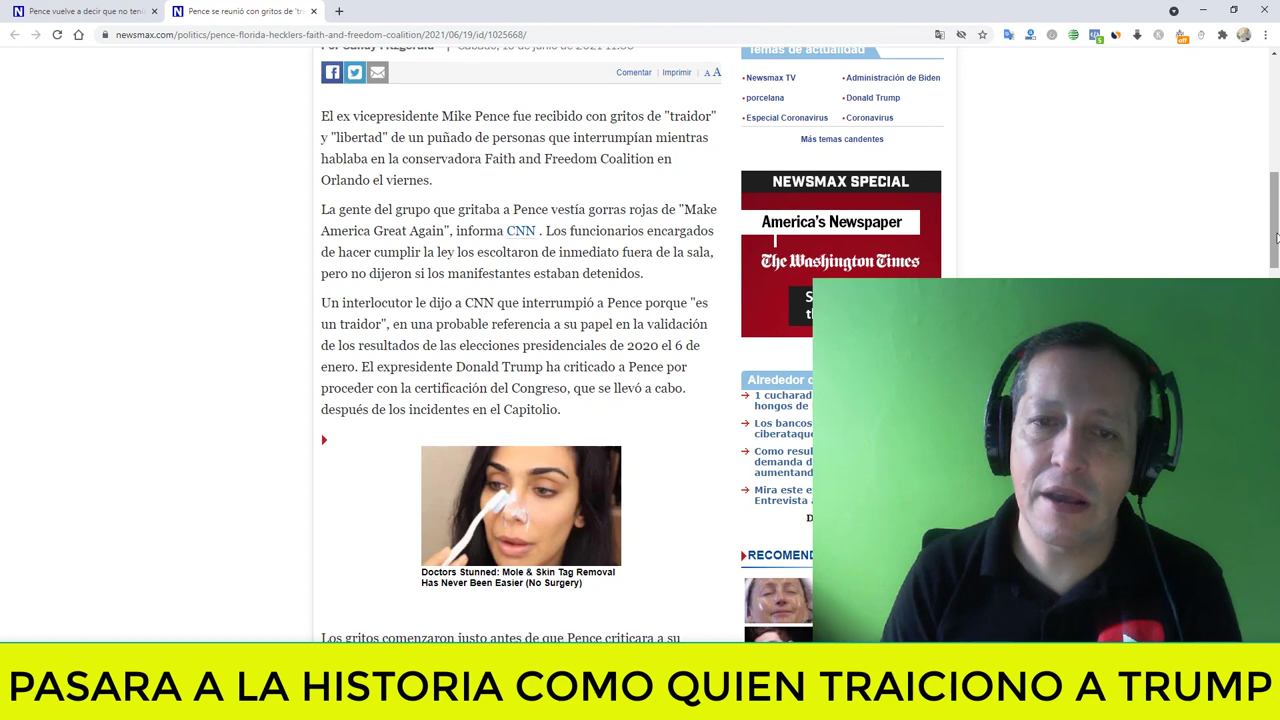 Pence vuelve a decir que no tení
Pence se reunió con gritos de 'tra
newsmax.com/politics/pence-florida-hecklers-faith-and-freedom-coalition/2021/06/19/id/1025668/
Comentar | Imprimir | A A
El ex vicepresidente Mike Pence fue recibido con gritos de "traidor"
y "libertad" de un puñado de personas que interrumpían mientras
hablaba en la conservadora Faith and Freedom Coalition en
Orlando el viernes.
La gente del grupo que gritaba a Pence vestía gorras rojas de "Make
America Great Again", informa CNN . Los funcionarios encargados
de hacer cumplir la ley los escoltaron de inmediato fuera de la sala,
pero no dijeron si los manifestantes estaban detenidos.
Un interlocutor le dijo a CNN que interrumpió a Pence porque "es
un traidor", en una probable referencia a su papel en la validación
de los resultados de las elecciones presidenciales de 2020 el 6 de
enero. El expresidente Donald Trump ha criticado a Pence por
proceder con la certificación del Congreso, que se llevó a cabo.
después de los incidentes en el Capitolio.
Doctors Stunned: Mole & Skin Tag Removal
Has Never Been Easier (No Surgery)
Los gritos comenzaron justo antes de que Pence criticara a su
Temas de actualidad
•Newsmax TV •Administración de Biden
•porcelana •Donald Trump
•Especial Coronavirus •Coronavirus
Más temas candentes
NEWSMAX SPECIAL
America's Newspaper
The Washington Times
S
th
Alrededor d
1 cucharad
hongos de
Los bancos
ciberataque
Como resul
demanda d
aumentand
Mira este e
Entrevista
D
RECOMEND
PASARA A LA HISTORIA COMO QUIEN TRAICIONO A TRUMP